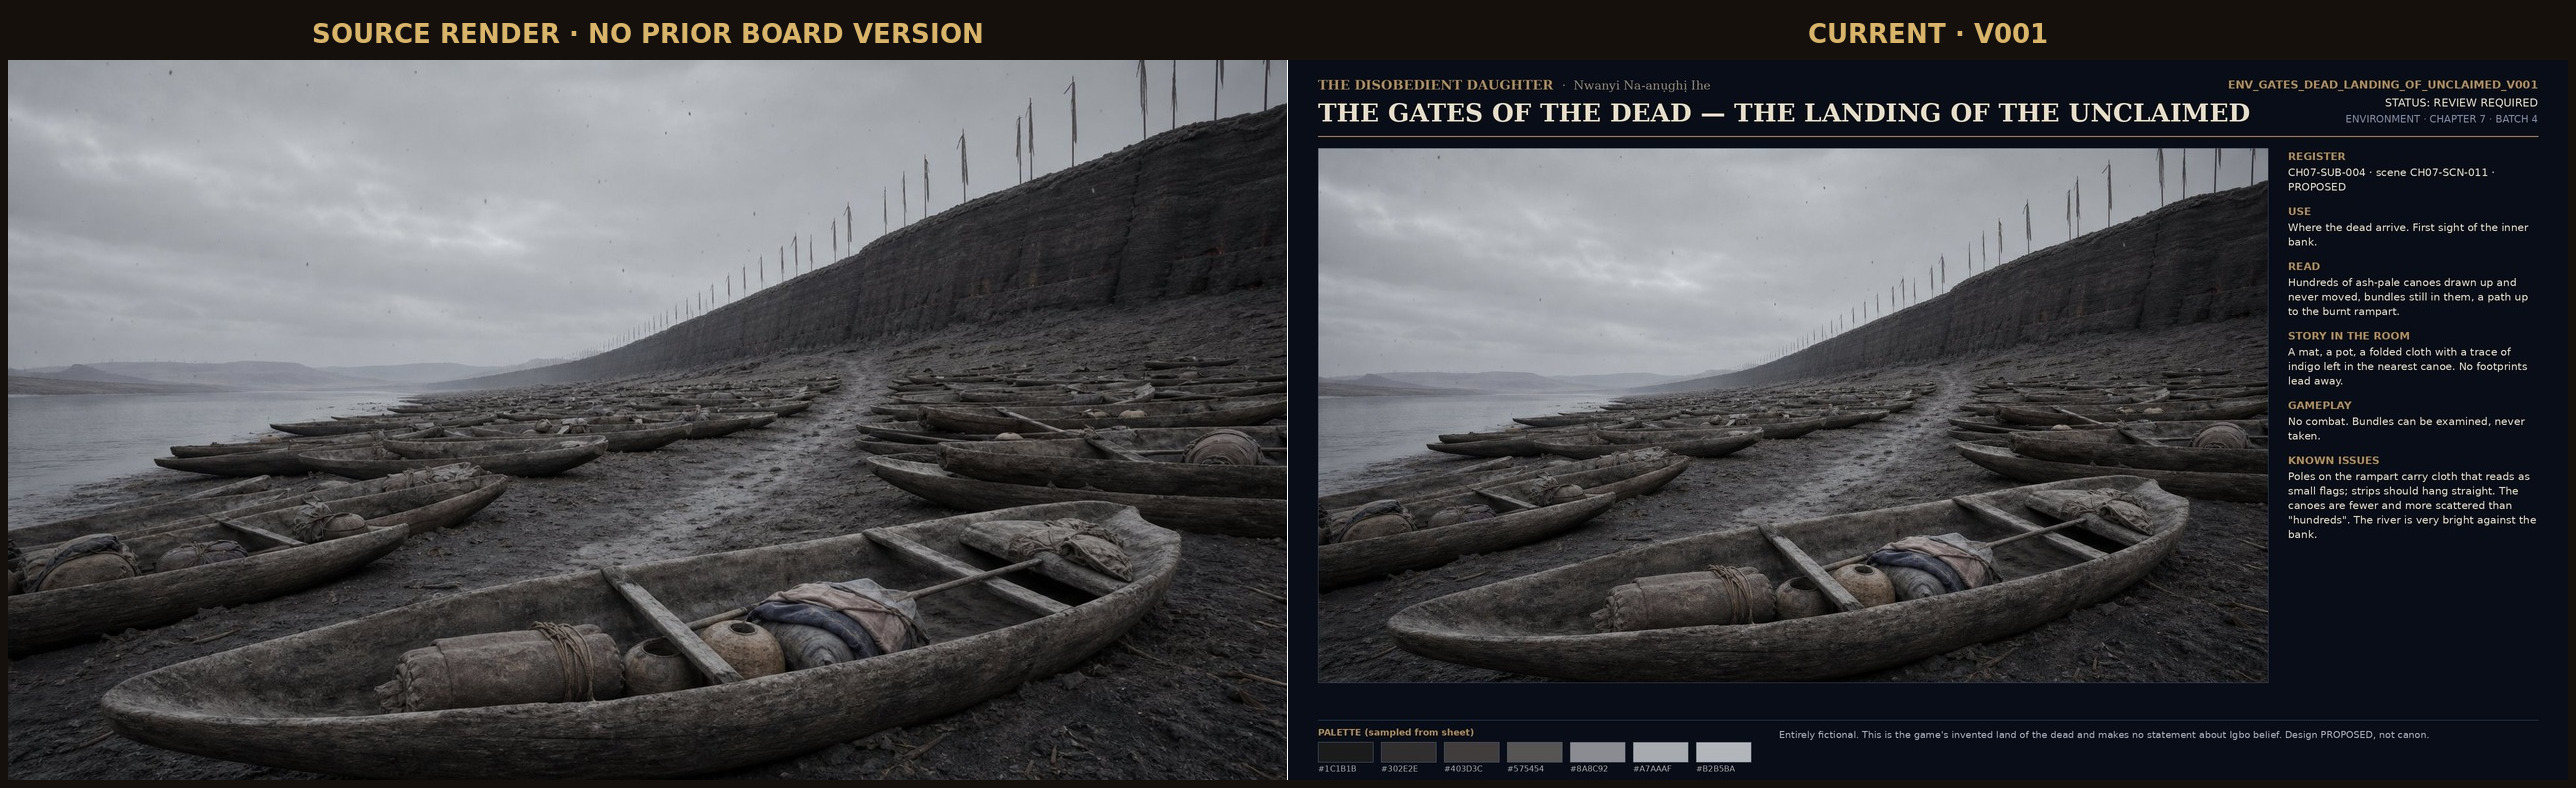 SOURCE RENDER · NO PRIOR BOARD VERSION
CURRENT · V001
THE DISOBEDIENT DAUGHTER · Nwanyi Na-anụghị Ihe
ENV_GATES_DEAD_LANDING_OF_UNCLAIMED_V001
THE GATES OF THE DEAD — THE LANDING OF THE UNCLAIMED
STATUS: REVIEW REQUIRED
ENVIRONMENT · CHAPTER 7 · BATCH 4
REGISTER
CH07-SUB-004 · scene CH07-SCN-011 ·
PROPOSED
USE
Where the dead arrive. First sight of the inner
bank.
READ
Hundreds of ash-pale canoes drawn up and
never moved, bundles still in them, a path up
to the burnt rampart.
STORY IN THE ROOM
A mat, a pot, a folded cloth with a trace of
indigo left in the nearest canoe. No footprints
lead away.
GAMEPLAY
No combat. Bundles can be examined, never
taken.
KNOWN ISSUES
Poles on the rampart carry cloth that reads as
small flags; strips should hang straight. The
canoes are fewer and more scattered than
"hundreds". The river is very bright against the
bank.
PALETTE (sampled from sheet)
#1C1B1B #302E2E #403D3C #575454 #8A8C92 #A7AAAF #B2B5BA
Entirely fictional. This is the game's invented land of the dead and makes no statement about Igbo belief. Design PROPOSED, not canon.